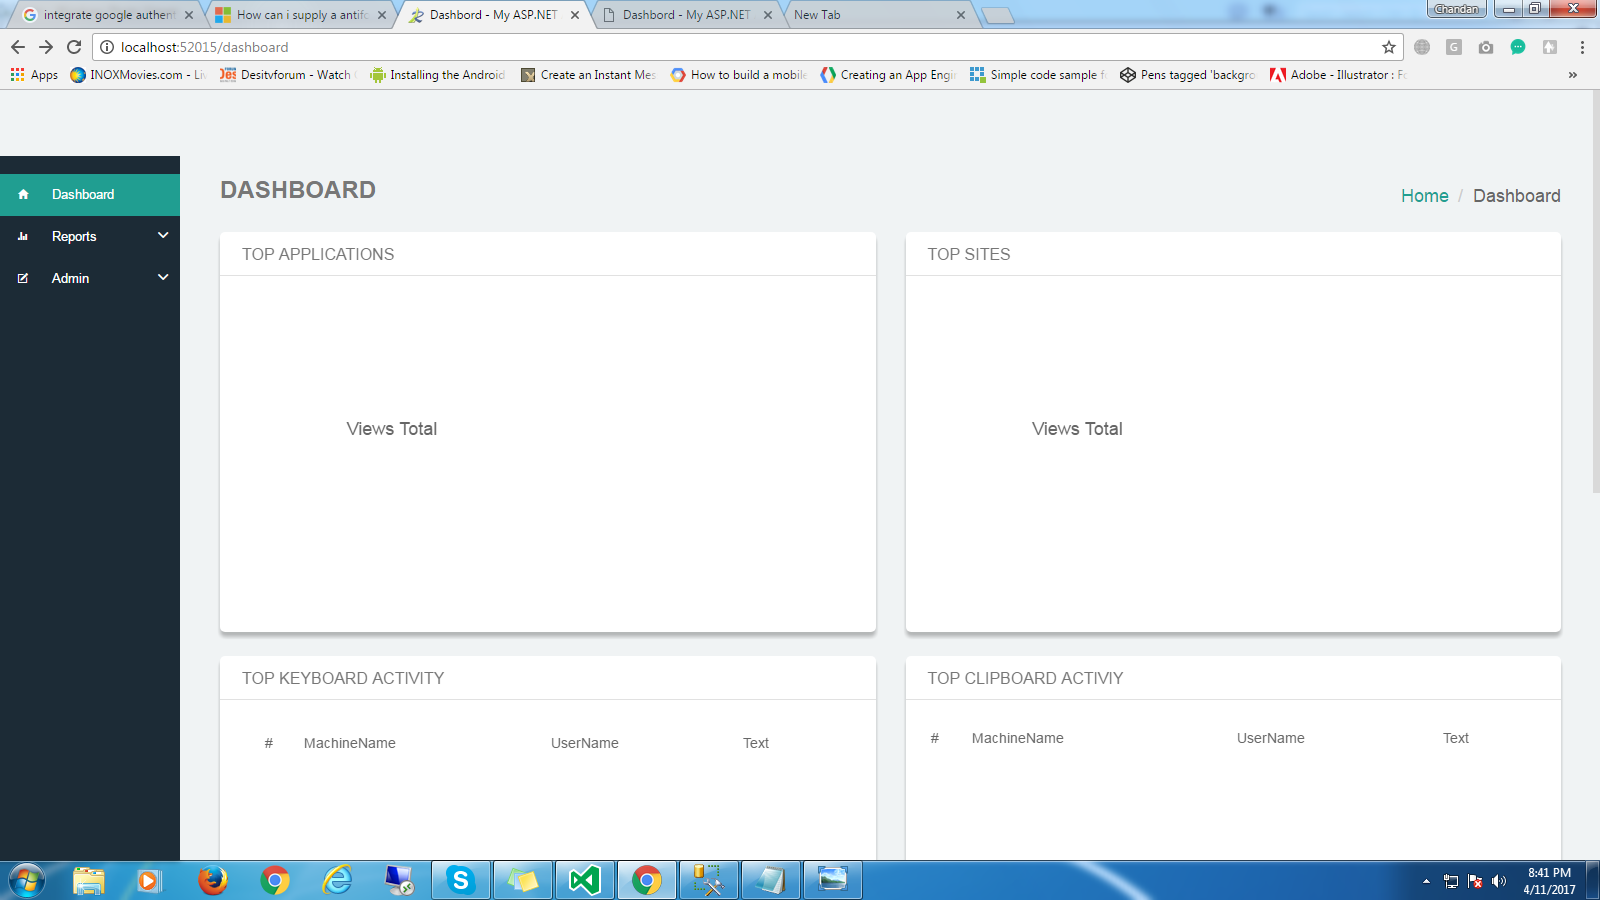 integrate google authent
How can i supply a antifo
Dashbord - My ASP.NET
Dashbord - My ASP.NET
New Tab
Chandan
localhost:52015/dashboard
Apps
INOXMovies.com - Liv
Desitvforum - Watch
Installing the Android
Create an Instant Mes
How to build a mobile
Creating an App Engi
Simple code sample f
Pens tagged 'backgro
Adobe - Illustrator : Fo
»
Dashboard
Reports
Admin
DASHBOARD
Home / Dashboard
TOP APPLICATIONS
Views Total
TOP SITES
Views Total
TOP KEYBOARD ACTIVITY
# MachineName UserName Text
TOP CLIPBOARD ACTIVIY
# MachineName UserName Text
8:41 PM
4/11/2017